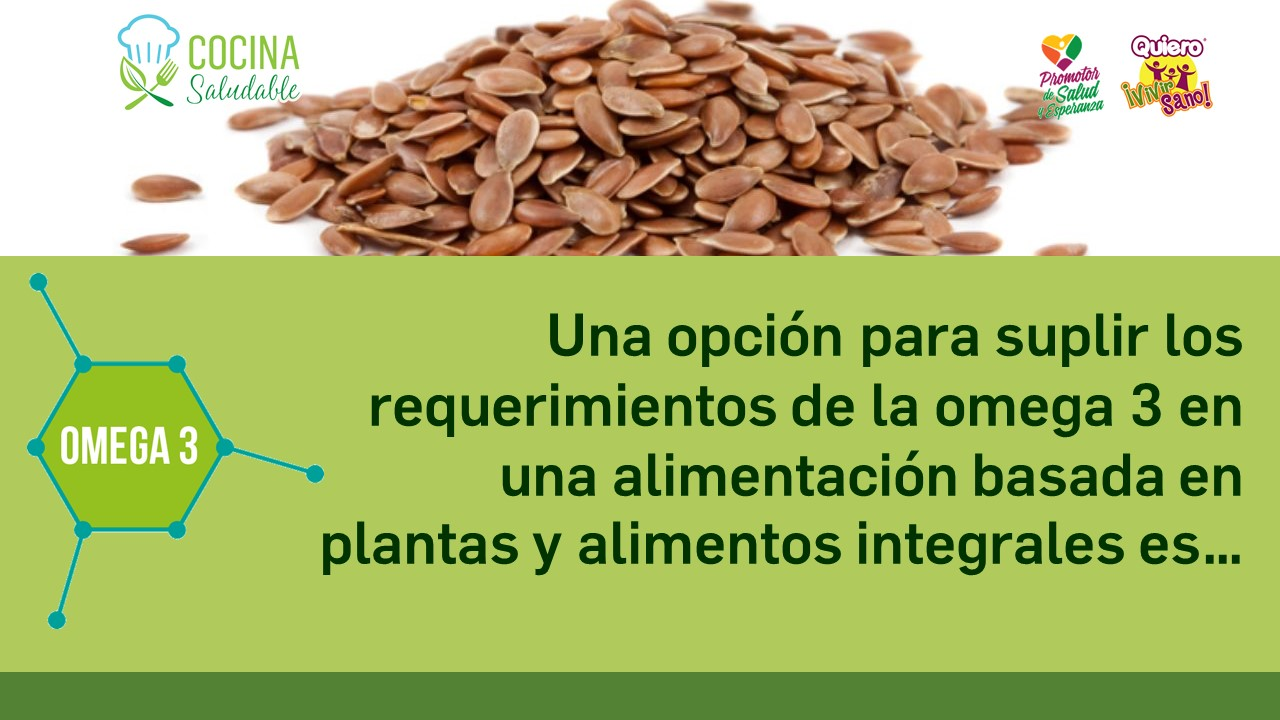 COCINA
Saludable
Promotor
de Salud
y Esperanza
Quiero
¡Vivir
Sano!
OMEGA 3
Una opción para suplir los
requerimientos de la omega 3 en
una alimentación basada en
plantas y alimentos integrales es...